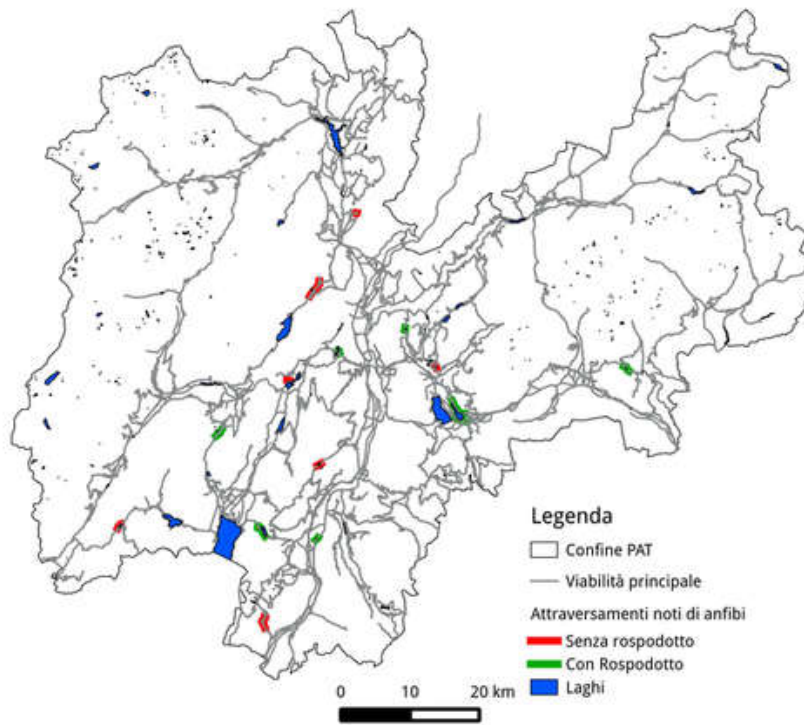 Legenda
Confine PAT
Viabilità principale
Attraversamenti noti di anfibi
Senza rospodotto
Con Rospodotto
Laghi
0 10 20 km